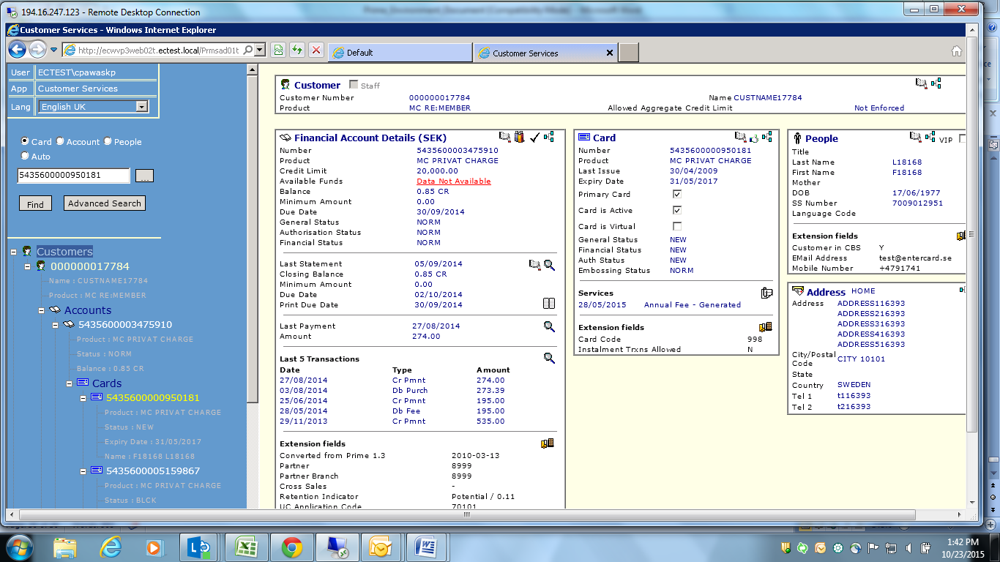 194.16.247.123 - Remote Desktop Connection
Customer Services - Windows Internet Explorer
http://ecwvp3web02t.ectest.local/Prmsad01t
Default
Customer Services
User ECTEST\cpawaskp
App Customer Services
Lang English UK
Card Account People
Auto
5435600000950181 ...
Find Advanced Search
Customers
000000017784
Name : CUSTNAME17784
Product : MC RE:MEMBER
Accounts
5435600003475910
Product : MC PRIVAT CHARGE
Status : NORM
Balance : 0.85 CR
Cards
5435600000950181
Product : MC PRIVAT CHARGE
Status : NEW
Expiry Date : 31/05/2017
Name : F18168 L18168
5435600005159867
Product : MC PRIVAT CHARGE
Status : BLCK
Customer Staff
Customer Number 000000017784 Name CUSTNAME17784
Product MC RE:MEMBER Allowed Aggregate Credit Limit Not Enforced
Financial Account Details (SEK)
Number 5435600003475910
Product MC PRIVAT CHARGE
Credit Limit 20,000.00
Available Funds Data Not Available
Balance 0.85 CR
Minimum Amount 0.00
Due Date 30/09/2014
General Status NORM
Authorisation Status NORM
Financial Status NORM
Last Statement 05/09/2014
Closing Balance 0.85 CR
Minimum Amount 0.00
Due Date 02/10/2014
Print Due Date 30/09/2014
Last Payment 27/08/2014
Amount 274.00
Last 5 Transactions
Date Type Amount
27/08/2014 Cr Pmnt 274.00
03/08/2014 Db Purch 273.39
25/06/2014 Cr Pmnt 195.00
28/05/2014 Db Fee 195.00
29/11/2013 Cr Pmnt 535.00
Extension fields
Converted from Prime 1.3 2010-03-13
Partner 8999
Partner Branch 8999
Cross Sales -
Retention Indicator Potential / 0.11
UC Application Code 70101
Card
Number 5435600000950181
Product MC PRIVAT CHARGE
Last Issue 30/04/2009
Expiry Date 31/05/2017
Primary Card
Card is Active
Card is Virtual
General Status NEW
Financial Status NEW
Auth Status NEW
Embossing Status NORM
Services
28/05/2015 Annual Fee - Generated
Extension fields
Card Code 998
Instalment Trxns Allowed N
People VIP
Title
Last Name L18168
First Name F18168
Mother
DOB 17/06/1977
SS Number 7009012951
Language Code
Extension fields
Customer in CBS Y
EMail Address test@entercard.se
Mobile Number +4791741
Address HOME
Address ADDRESS116393
ADDRESS216393
ADDRESS316393
ADDRESS416393
ADDRESS516393
City/Postal Code CITY 10101
State
Country SWEDEN
Tel 1 t116393
Tel 2 t216393
1:42 PM
10/23/2015